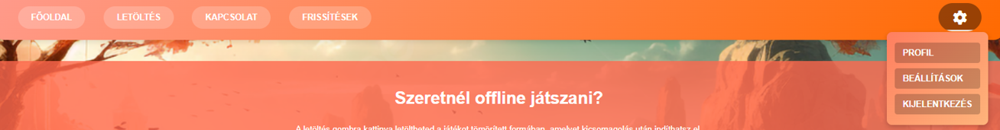 FŐOLDAL
LETÖLTÉS
KAPCSOLAT
FRISSÍTÉSEK
PROFIL
BEÁLLÍTÁSOK
KIJELENTKEZÉS
Szeretnél offline játszani?
A letöltés gombra kattinva letöltheted a játékot tömörített formában, amelyet kicsomagolás után indíthatsz el